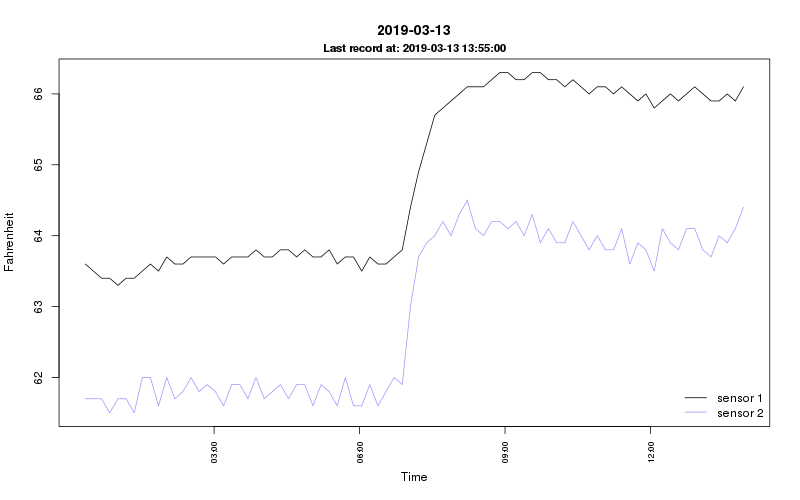 2019-03-13
Last record at: 2019-03-13 13:55:00
Fahrenheit
66
65
64
63
62
sensor 1
sensor 2
03:00
06:00
09:00
12:00
Time